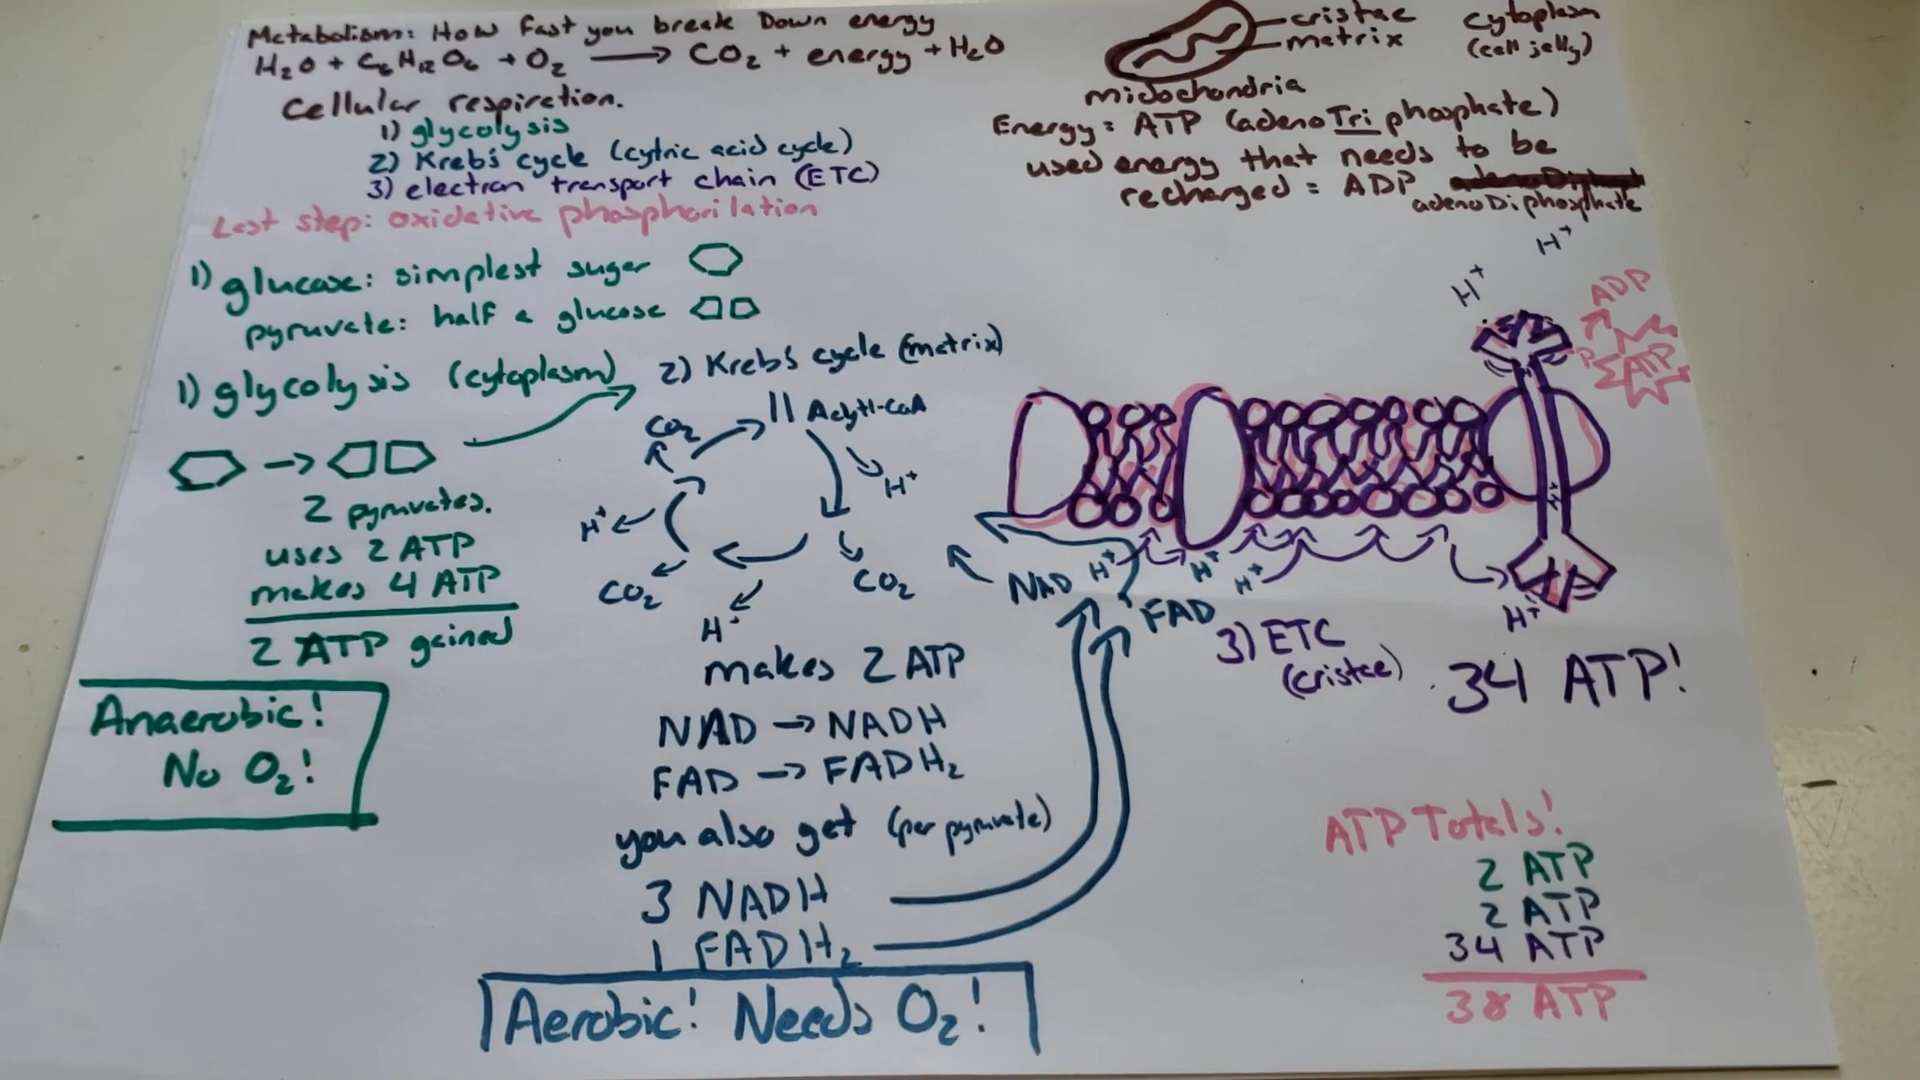 Metabolism: How fast you break Down energy
H₂O + C₆H₁₂O₆ + O₂ → CO₂ + energy + H₂O
Cellular respiration.
1) glycolysis
2) Kreb's cycle (cytric acid cycle)
3) electron transport chain (ETC)
Last step: oxidative phosphorilation
cristae
matrix
mitochondria
cytoplasm
(cell jelly)
Energy = ATP (adenoTriphosphate)
used energy that needs to be
recharged = ADP
adenoDiphosphate
1) glucose: simplest sugar
pyruvate: half a glucose
1) glycolysis (cytoplasm)
2 pyruvates.
uses 2 ATP
makes 4 ATP
2 ATP gained
Anaerobic!
No O₂!
2) Kreb's cycle (matrix)
CO₂
Acetyl-CoA
H⁺
H⁺
CO₂
CO₂
H⁺
makes 2 ATP
NAD → NADH
FAD → FADH₂
you also get (per pyruvate)
3 NADH
1 FADH₂
Aerobic! Needs O₂!
H⁺
H⁺
ADP
P
ATP
NAD
H⁺
H⁺
FAD
H⁺
H⁺
3) ETC
(cristae)
34 ATP!
ATP Totals!
2 ATP
2 ATP
34 ATP
38 ATP